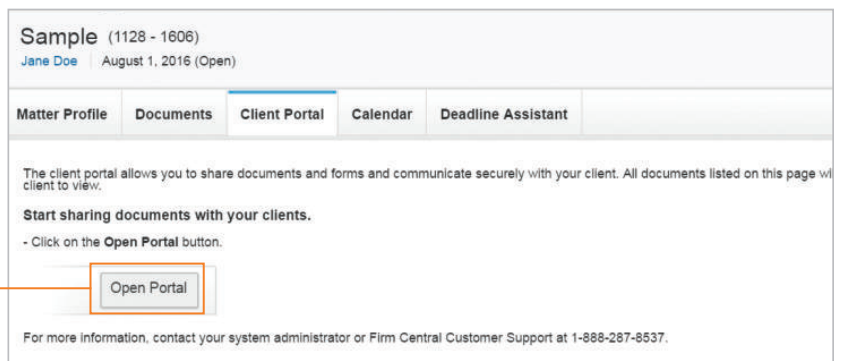 Sample (1128 - 1606)
Jane Doe August 1, 2016 (Open)
Matter Profile Documents Client Portal Calendar Deadline Assistant
The client portal allows you to share documents and forms and communicate securely with your client. All documents listed on this page
client to view.
Start sharing documents with your clients.
- Click on the Open Portal button.
Open Portal
For more information, contact your system administrator or Firm Central Customer Support at 1-888-287-8537.